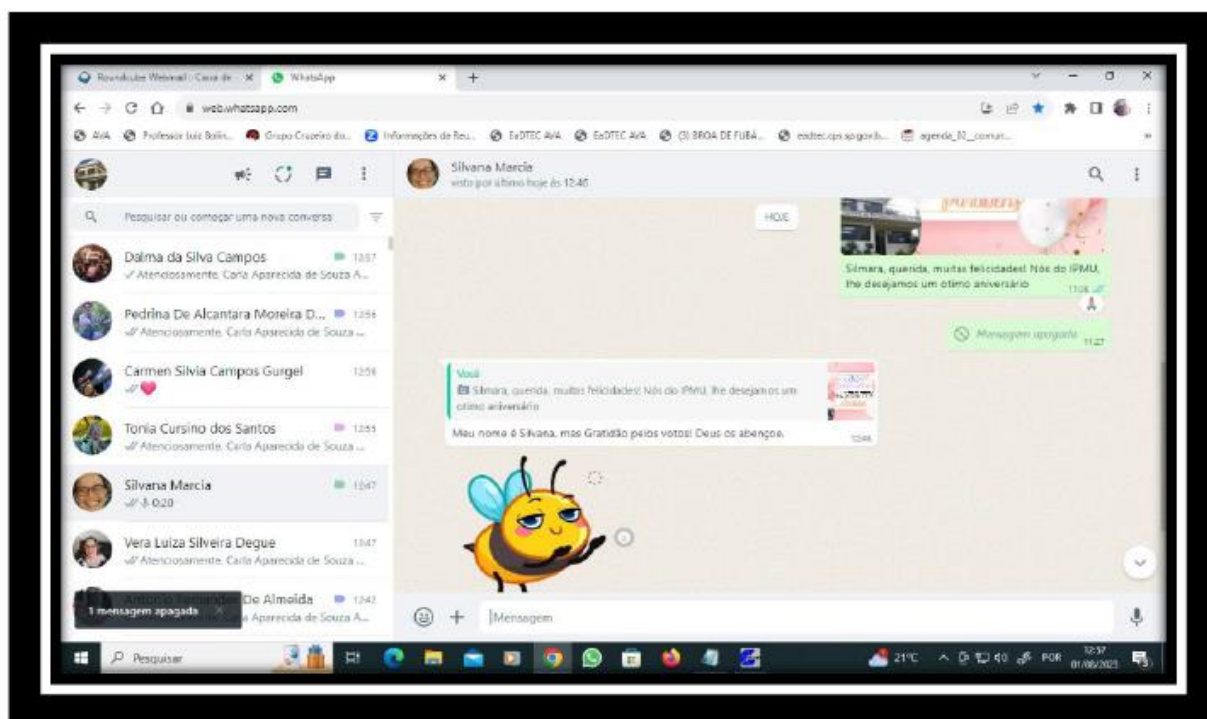 Roundcube Webmail :: Caixa de
WhatsApp
web.whatsapp.com
AVA
Professor Luiz Bolin...
Grupo Cruzeiro do...
Informações de Reu...
EaDTEC AVA
EaDTEC AVA
(3) BROA DE FUBÁ...
eadtec.cps.sp.gov.b...
agenda_02_comun...
Silvana Marcia
visto por último hoje às 12:46
Pesquisar ou começar uma nova conversa
Dalma da Silva Campos 12:57
Atenciosamente, Carla Aparecida de Souza A...
Pedrina De Alcantara Moreira D... 12:56
Atenciosamente, Carla Aparecida de Souza ...
Carmen Silvia Campos Gurgel 12:56
Tonia Cursino dos Santos 12:55
Atenciosamente, Carla Aparecida de Souza ...
Silvana Marcia 12:47
0:20
Vera Luiza Silveira Degue 12:47
Atenciosamente, Carla Aparecida de Souza ...
De Almeida 12:42
a Aparecida de Souza A...
1 mensagem apagada
HOJE
Silmara, querida, muitas felicidades! Nós do IPMU,
lhe desejamos um otimo aniversário
11:08
Mensagem apagada 11:27
Você
Silmara, querida, muitas felicidades! Nós do IPMU, lhe desejamos um
otimo aniversário
Meu nome é Silvana, mas Gratidão pelos votos! Deus os abençoe.
12:46
Mensagem
Pesquisar
21°C
POR
12:57
01/08/2023